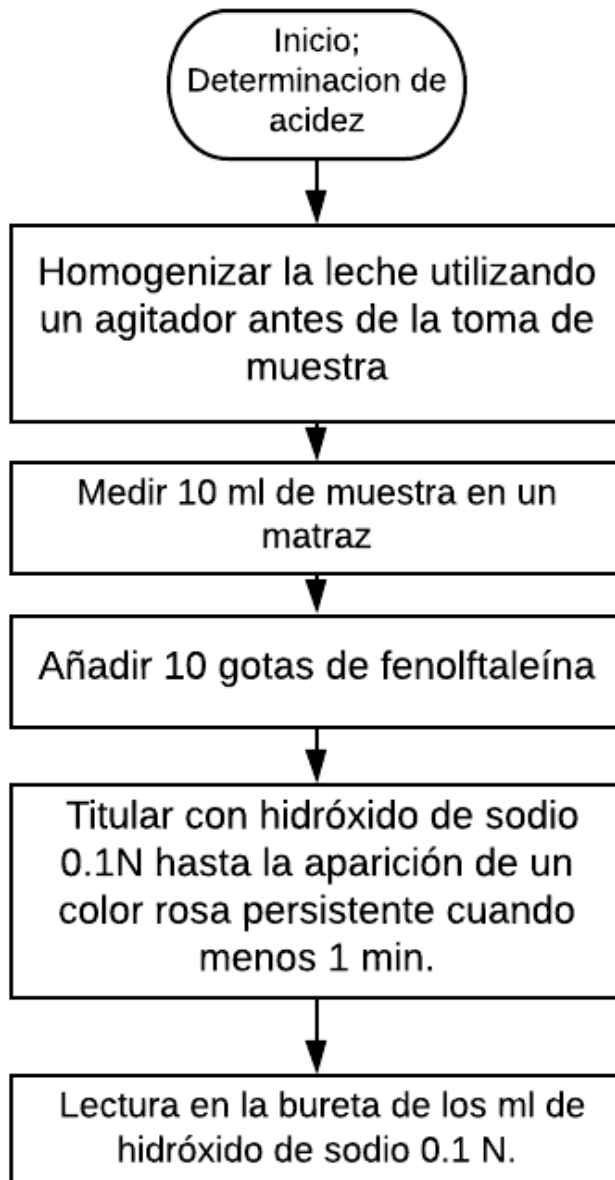 Inicio;
Determinacion de
acidez
Homogenizar la leche utilizando
un agitador antes de la toma de
muestra
Medir 10 ml de muestra en un
matraz
Añadir 10 gotas de fenolftaleína
Titular con hidróxido de sodio
0.1N hasta la aparición de un
color rosa persistente cuando
menos 1 min.
Lectura en la bureta de los ml de
hidróxido de sodio 0.1 N.